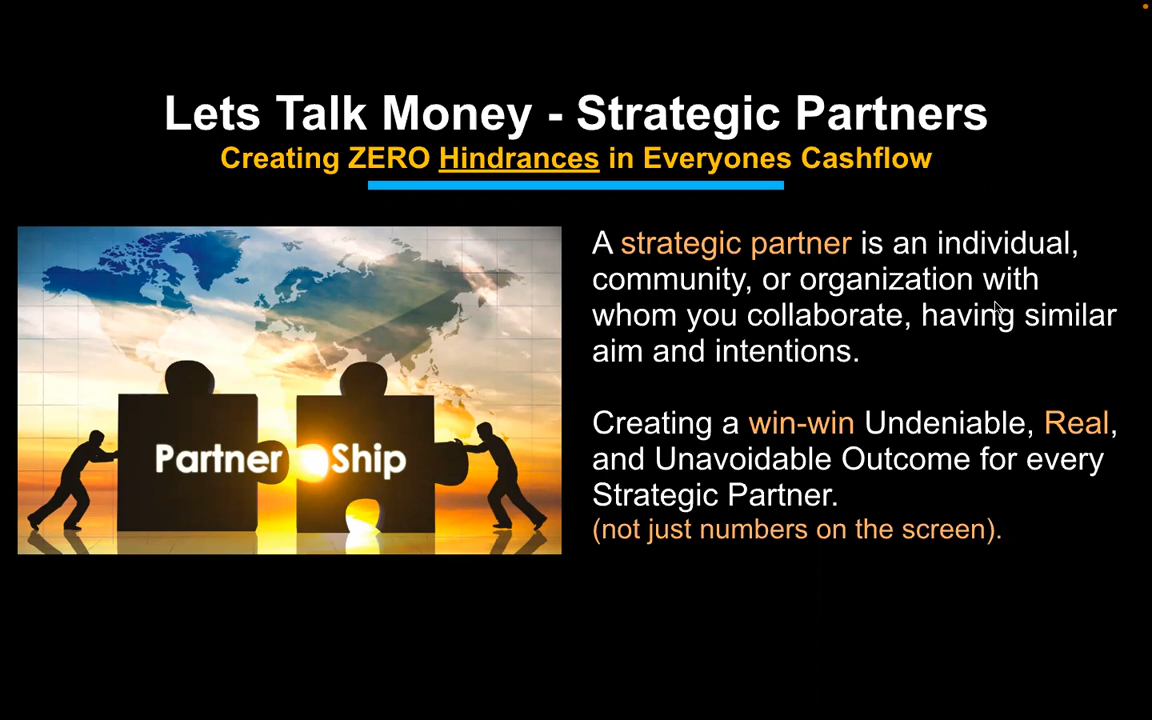 Lets Talk Money - Strategic Partners
Creating ZERO Hindrances in Everyones Cashflow
A strategic partner is an individual,
community, or organization with
whom you collaborate, having similar
aim and intentions.
Partner Ship
Creating a win-win Undeniable, Real,
and Unavoidable Outcome for every
Strategic Partner.
(not just numbers on the screen).